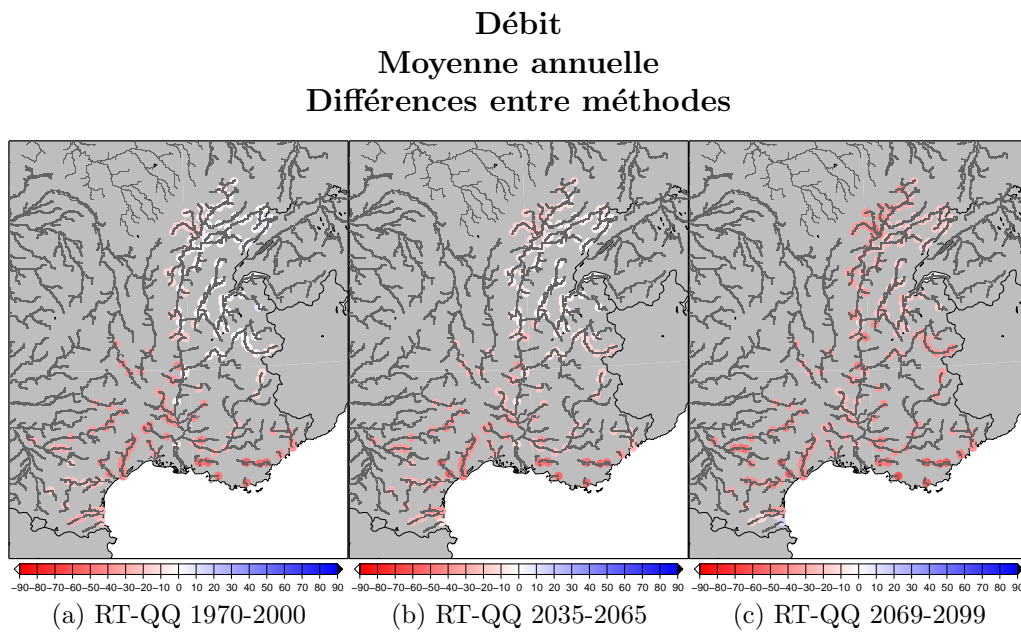 Débit
Moyenne annuelle
Différences entre méthodes
−90−80−70−60−50−40−30−20−10 0 10 20 30 40 50 60 70 80 90
−90−80−70−60−50−40−30−20−10 0 10 20 30 40 50 60 70 80 90
−90−80−70−60−50−40−30−20−10 0 10 20 30 40 50 60 70 80 90
(a) RT-QQ 1970-2000
(b) RT-QQ 2035-2065
(c) RT-QQ 2069-2099